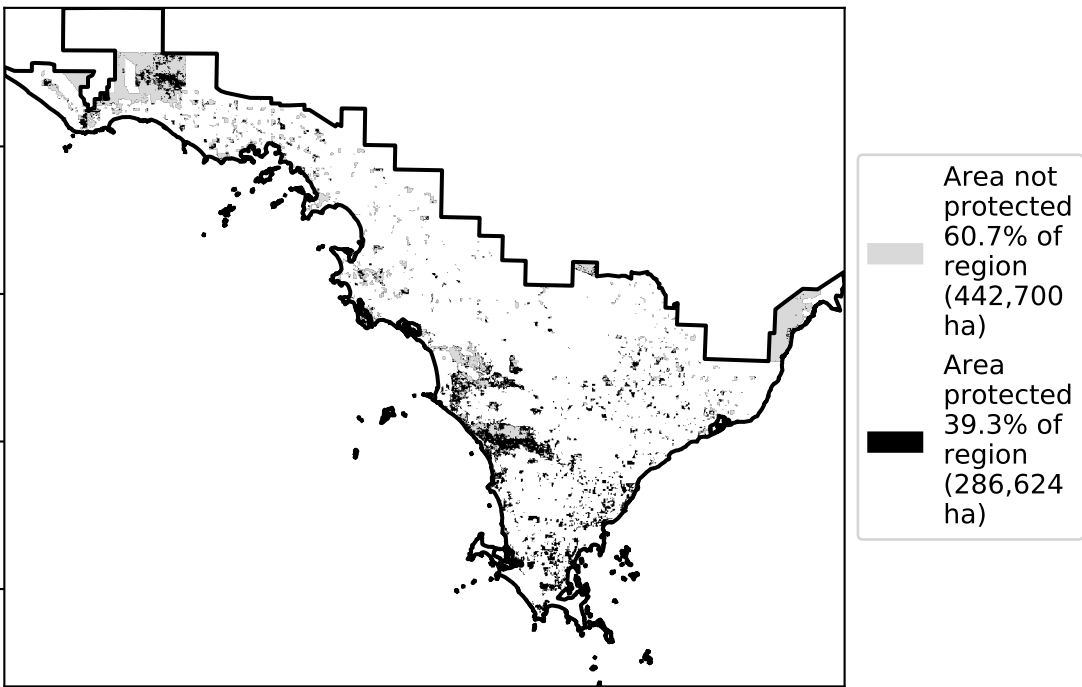 Area not
protected
60.7% of
region
(442,700
ha)
Area
protected
39.3% of
region
(286,624
ha)